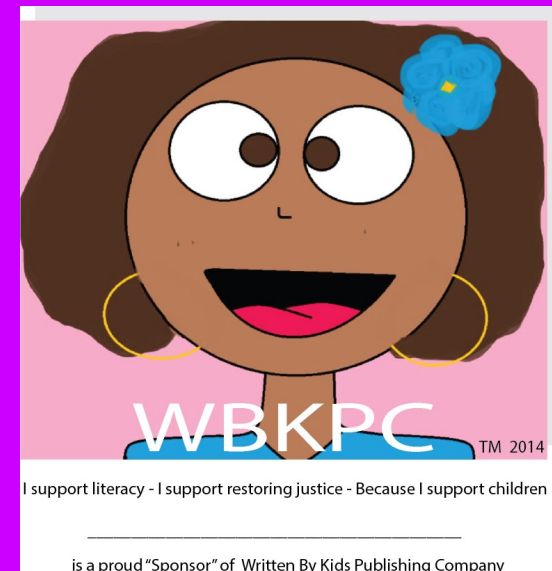 WBKPC
TM 2014
I support literacy - I support restoring justice - Because I support children
is a proud "Sponsor" of Written By Kids Publishing Company